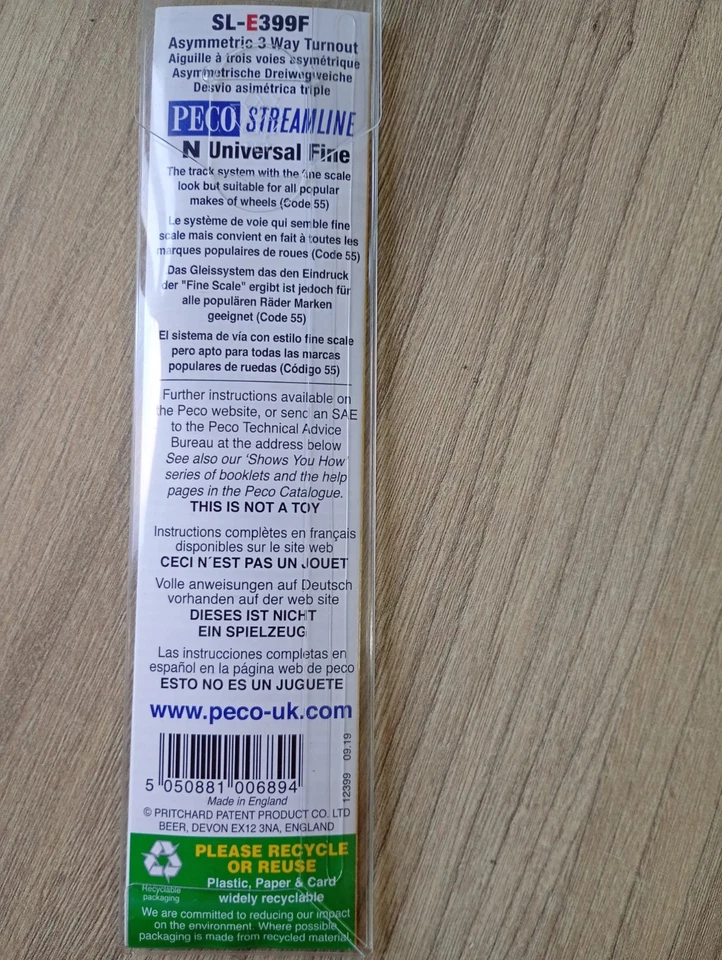 SL-E399F
Asymmetric 3 Way Turnout
Aiguille à trois voies asymétrique
Asymmetrische Dreiwegweiche
Desvio asimétrica triple
PECO STREAMLINE
N Universal Fine
The track system with the fine scale
look but suitable for all popular
makes of wheels (Code 55)
Le système de voie qui semble fine
scale mais convient en fait à toutes les
marques populaires de roues (Code 55)
Das Gleissystem das den Eindruck
der "Fine Scale" ergibt ist jedoch für
alle populären Räder Marken
geeignet (Code 55)
El sistema de vía con estilo fine scale
pero apto para todas las marcas
populares de ruedas (Código 55)
Further instructions available on
the Peco website, or send an SAE
to the Peco Technical Advice
Bureau at the address below
See also our ‘Shows You How’
series of booklets and the help
pages in the Peco Catalogue.
THIS IS NOT A TOY
Instructions complètes en français
disponibles sur le site web
CECI N´EST PAS UN JOUET
Volle anweisungen auf Deutsch
vorhanden auf der web site
DIESES IST NICHT
EIN SPIELZEUG
Las instrucciones completas en
español en la página web de peco
ESTO NO ES UN JUGUETE
www.peco-uk.com
5 050881 006894
12399 09.19
Made in England
© PRITCHARD PATENT PRODUCT CO. LTD
BEER, DEVON EX12 3NA, ENGLAND
PLEASE RECYCLE
OR REUSE
Recyclable
packaging
Plastic, Paper & Card
widely recyclable
We are committed to reducing our impact
on the environment. Where possible
packaging is made from recycled material